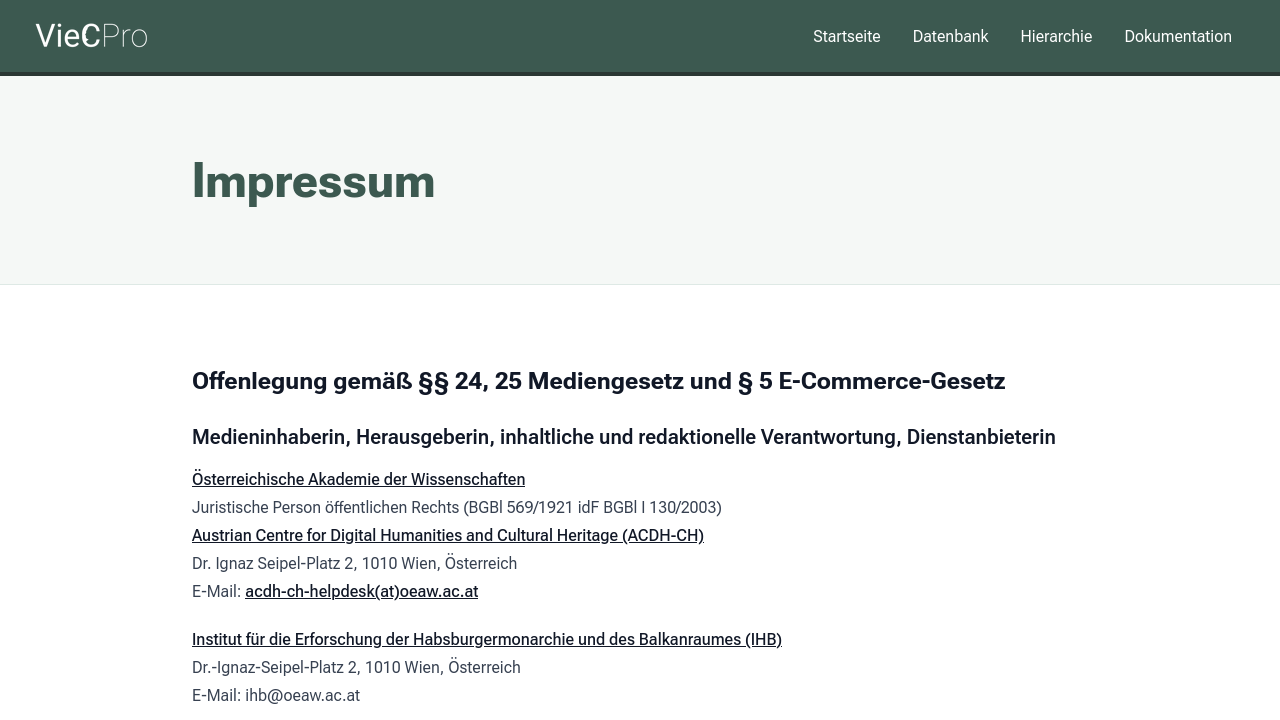 VieCPro
Startseite
Datenbank
Hierarchie
Dokumentation
Impressum
Offenlegung gemäß §§ 24, 25 Mediengesetz und § 5 E-Commerce-Gesetz
Medieninhaberin, Herausgeberin, inhaltliche und redaktionelle Verantwortung, Dienstanbieterin
Österreichische Akademie der Wissenschaften
Juristische Person öffentlichen Rechts (BGBl 569/1921 idF BGBl I 130/2003)
Austrian Centre for Digital Humanities and Cultural Heritage (ACDH-CH)
Dr. Ignaz Seipel-Platz 2, 1010 Wien, Österreich
E-Mail: acdh-ch-helpdesk(at)oeaw.ac.at
Institut für die Erforschung der Habsburgermonarchie und des Balkanraumes (IHB)
Dr.-Ignaz-Seipel-Platz 2, 1010 Wien, Österreich
E-Mail: ihb@oeaw.ac.at